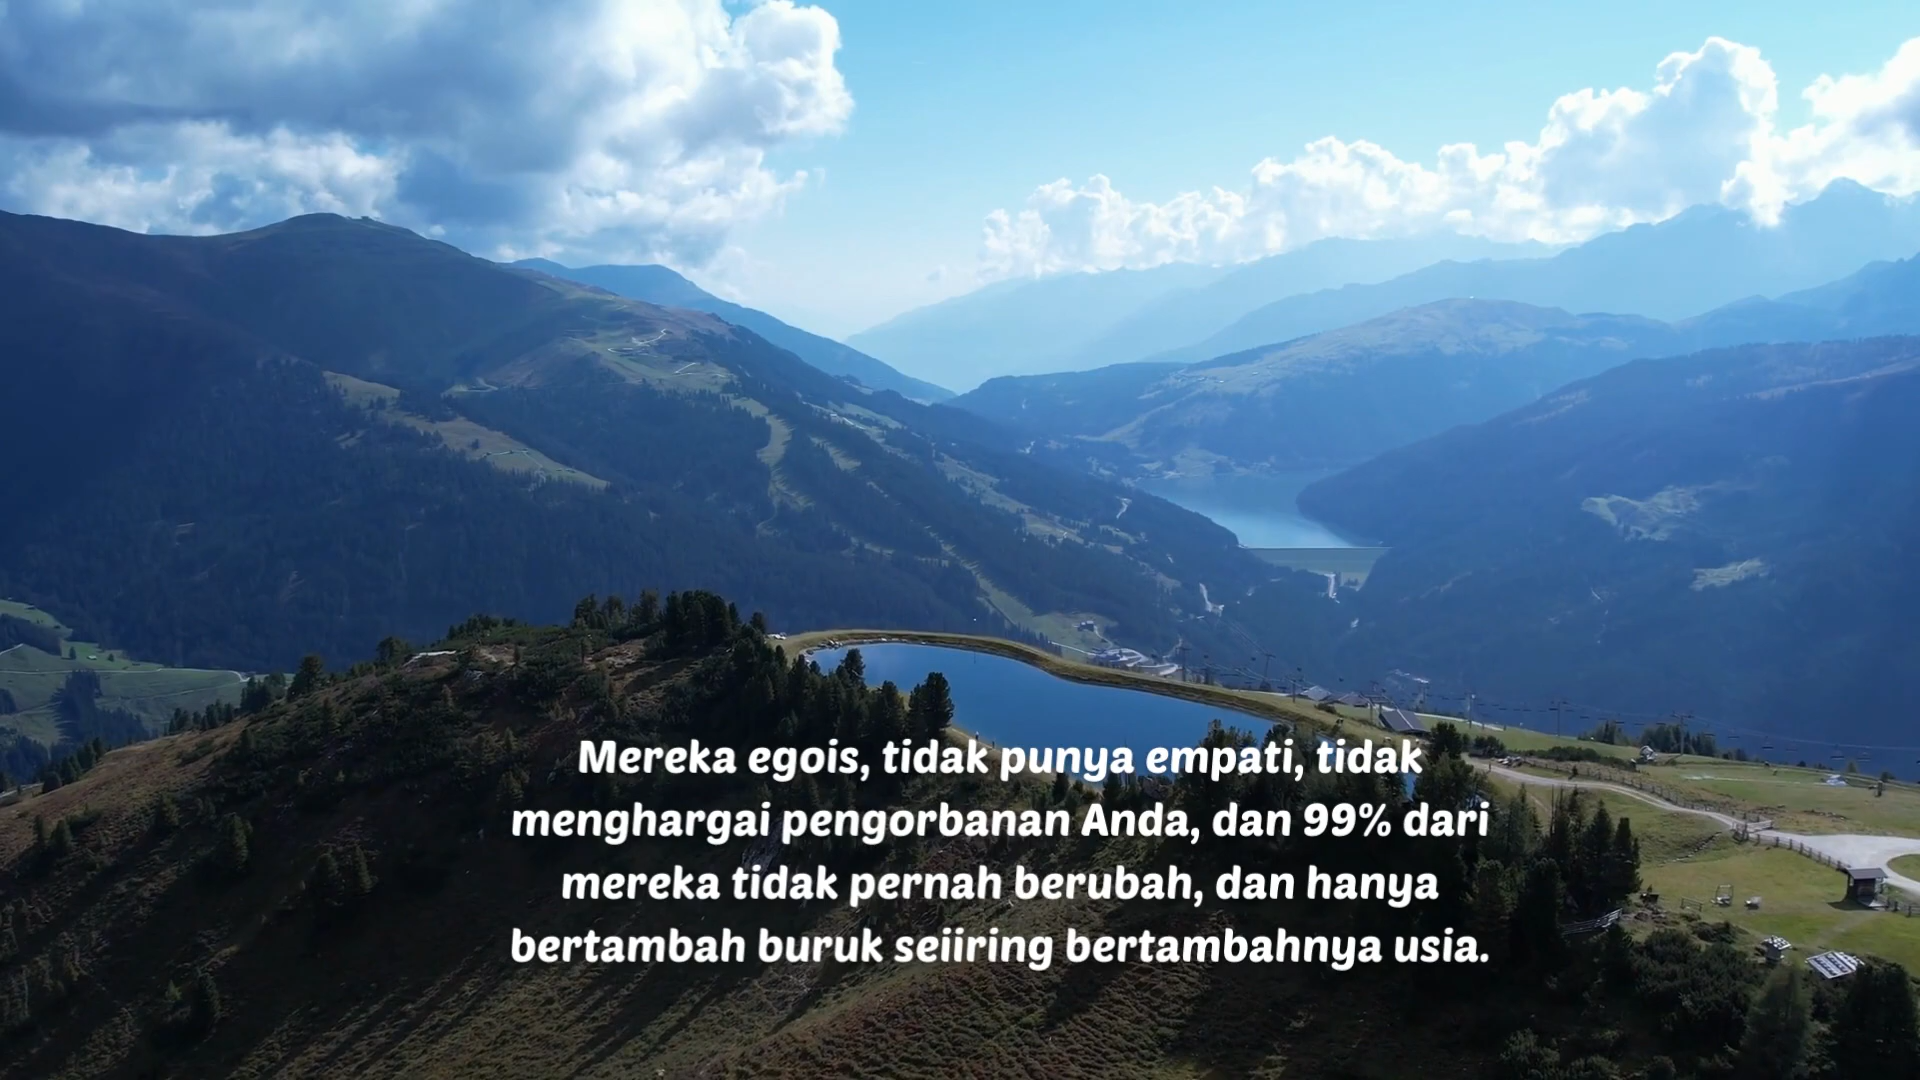 Mereka egois, tidak punya empati, tidak
menghargai pengorbanan Anda, dan 99% dari
mereka tidak pernah berubah, dan hanya
bertambah buruk seiiring bertambahnya usia.